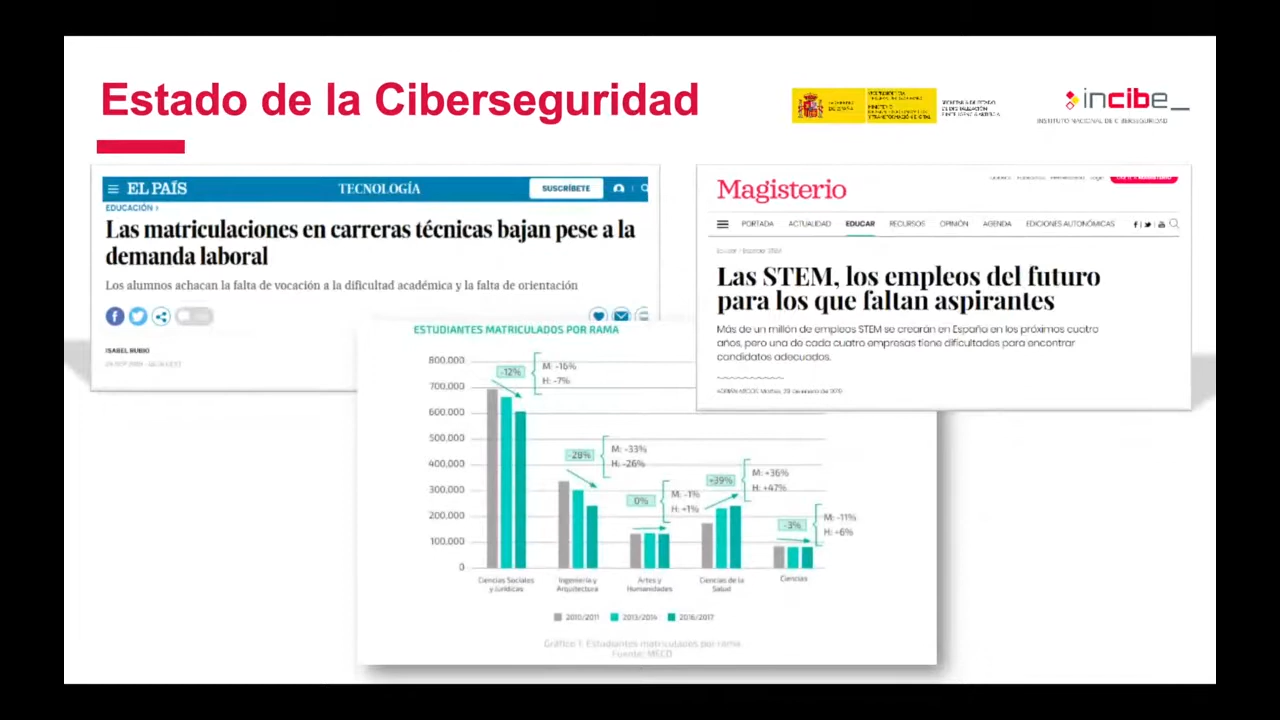 Estado de la Ciberseguridad
incibe_
INSTITUTO NACIONAL DE CIBERSEGURIDAD
EL PAÍS
TECNOLOGÍA
SUSCRÍBETE
EDUCACIÓN ›
Las matriculaciones en carreras técnicas bajan pese a la
demanda laboral
Los alumnos achacan la falta de vocación a la dificultad académica y la falta de orientación
ISABEL RUBIO
Magisterio
PORTADA ACTUALIDAD EDUCAR RECURSOS OPINIÓN AGENDA EDICIONES AUTONÓMICAS
Las STEM, los empleos del futuro
para los que faltan aspirantes
Más de un millón de empleos STEM se crearán en España en los próximos cuatro
años, pero una de cada cuatro empresas tiene dificultades para encontrar
candidatos adecuados.
ESTUDIANTES MATRICULADOS POR RAMA
800.000
700.000
600.000
500.000
400.000
300.000
200.000
100.000
0
-12%
M: -16%
H: -7%
-28%
M: -33%
H: -26%
0%
M: -1%
H: +1%
+39%
M: +36%
H: +47%
-3%
M: -11%
H: +6%
Ciencias Sociales
y Jurídicas
Ingeniería y
Arquitectura
Artes y
Humanidades
Ciencias de la
Salud
Ciencias
2010/2011 2013/2014 2016/2017
Gráfico 1. Estudiantes matriculados por rama
Fuente: MECD